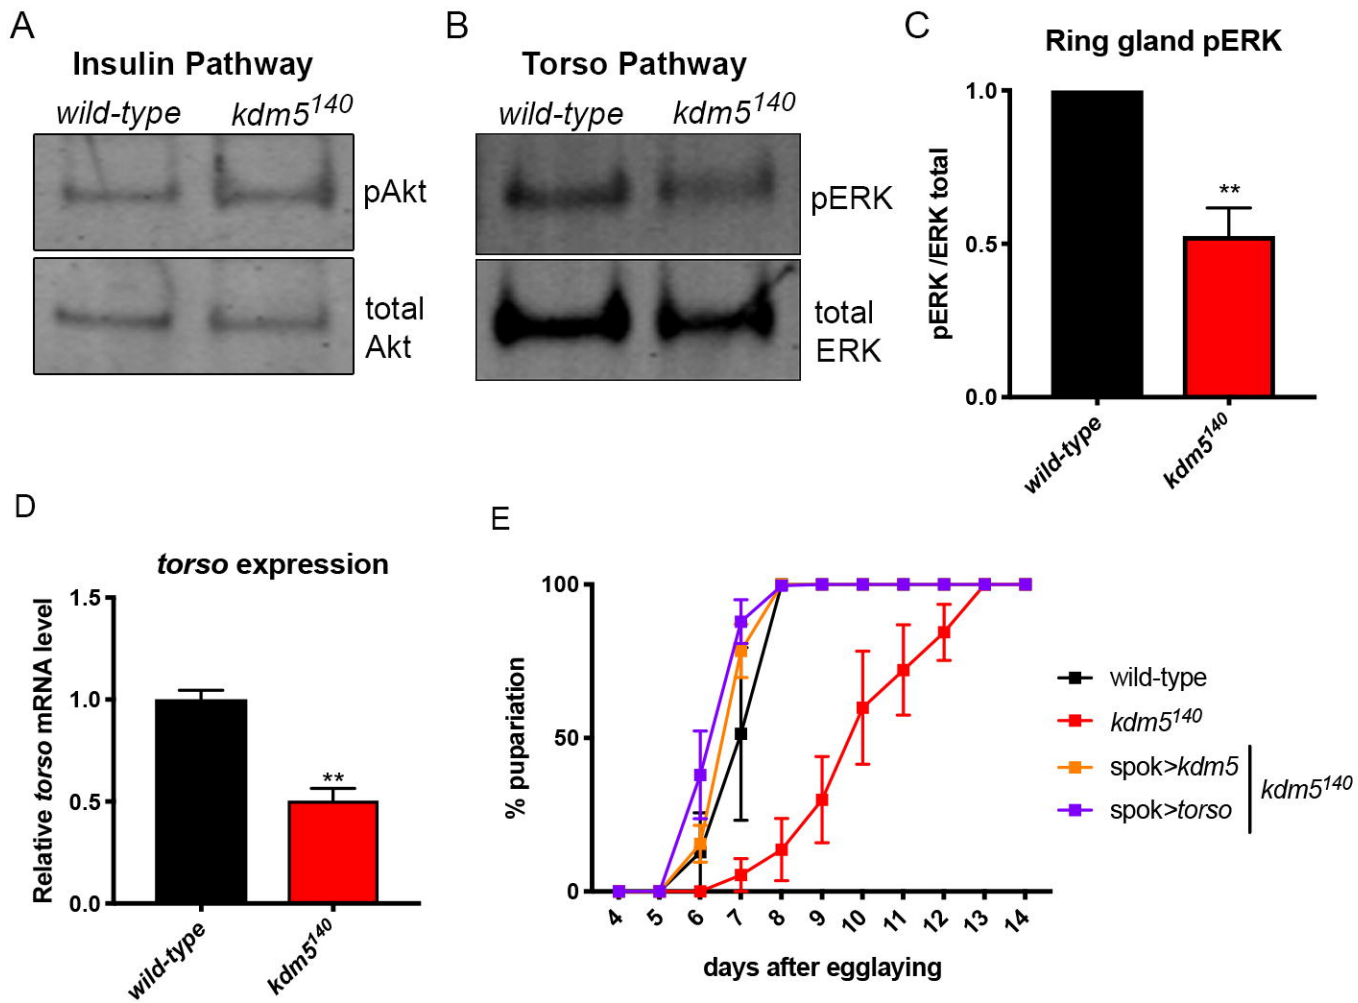 A
Insulin Pathway
wild-type kdm5¹⁴⁰
pAkt
total
Akt
B
Torso Pathway
wild-type kdm5¹⁴⁰
pERK
total
ERK
C
Ring gland pERK
pERK /ERK total
1.0
0.5
0.0
**
wild-type
kdm5¹⁴⁰
D
torso expression
Relative torso mRNA level
1.5
1.0
0.5
0.0
**
wild-type
kdm5¹⁴⁰
E
% pupariation
100
50
0
4 5 6 7 8 9 10 11 12 13 14
days after egglaying
wild-type
kdm5¹⁴⁰
spok>kdm5
spok>torso
kdm5¹⁴⁰